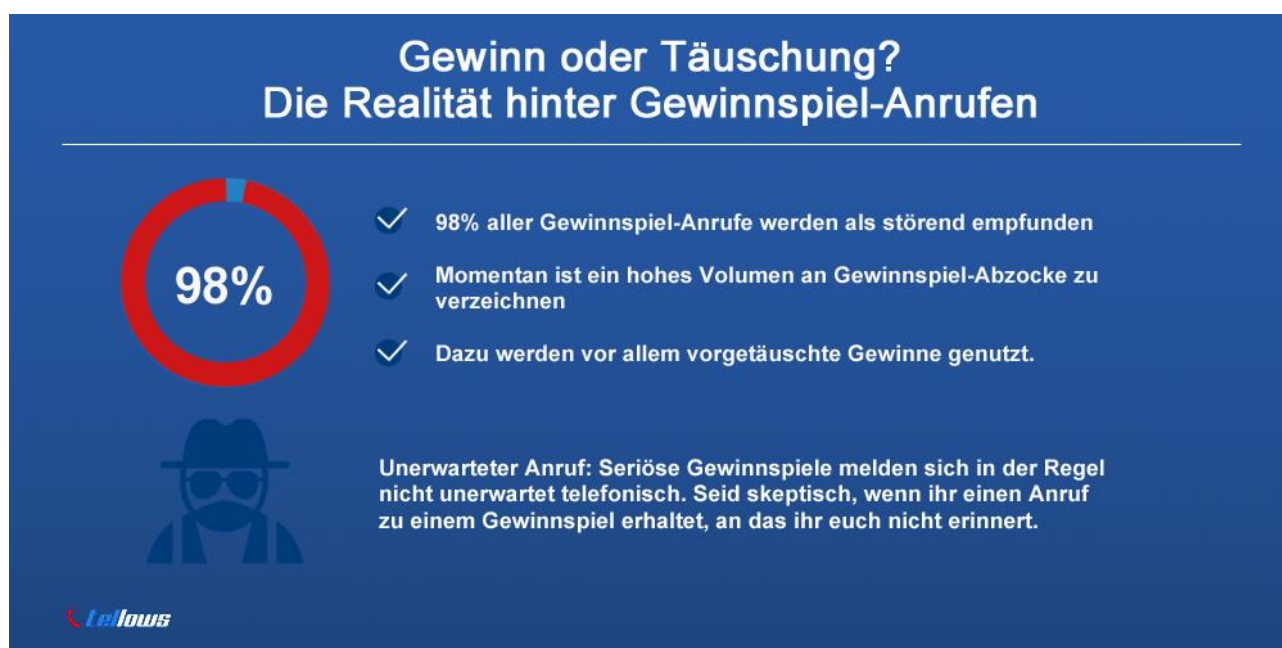 Gewinn oder Täuschung?
Die Realität hinter Gewinnspiel-Anrufen
98%
98% aller Gewinnspiel-Anrufe werden als störend empfunden
Momentan ist ein hohes Volumen an Gewinnspiel-Abzocke zu
verzeichnen
Dazu werden vor allem vorgetäuschte Gewinne genutzt.
Unerwarteter Anruf: Seriöse Gewinnspiele melden sich in der Regel
nicht unerwartet telefonisch. Seid skeptisch, wenn ihr einen Anruf
zu einem Gewinnspiel erhaltet, an das ihr euch nicht erinnert.
tellows